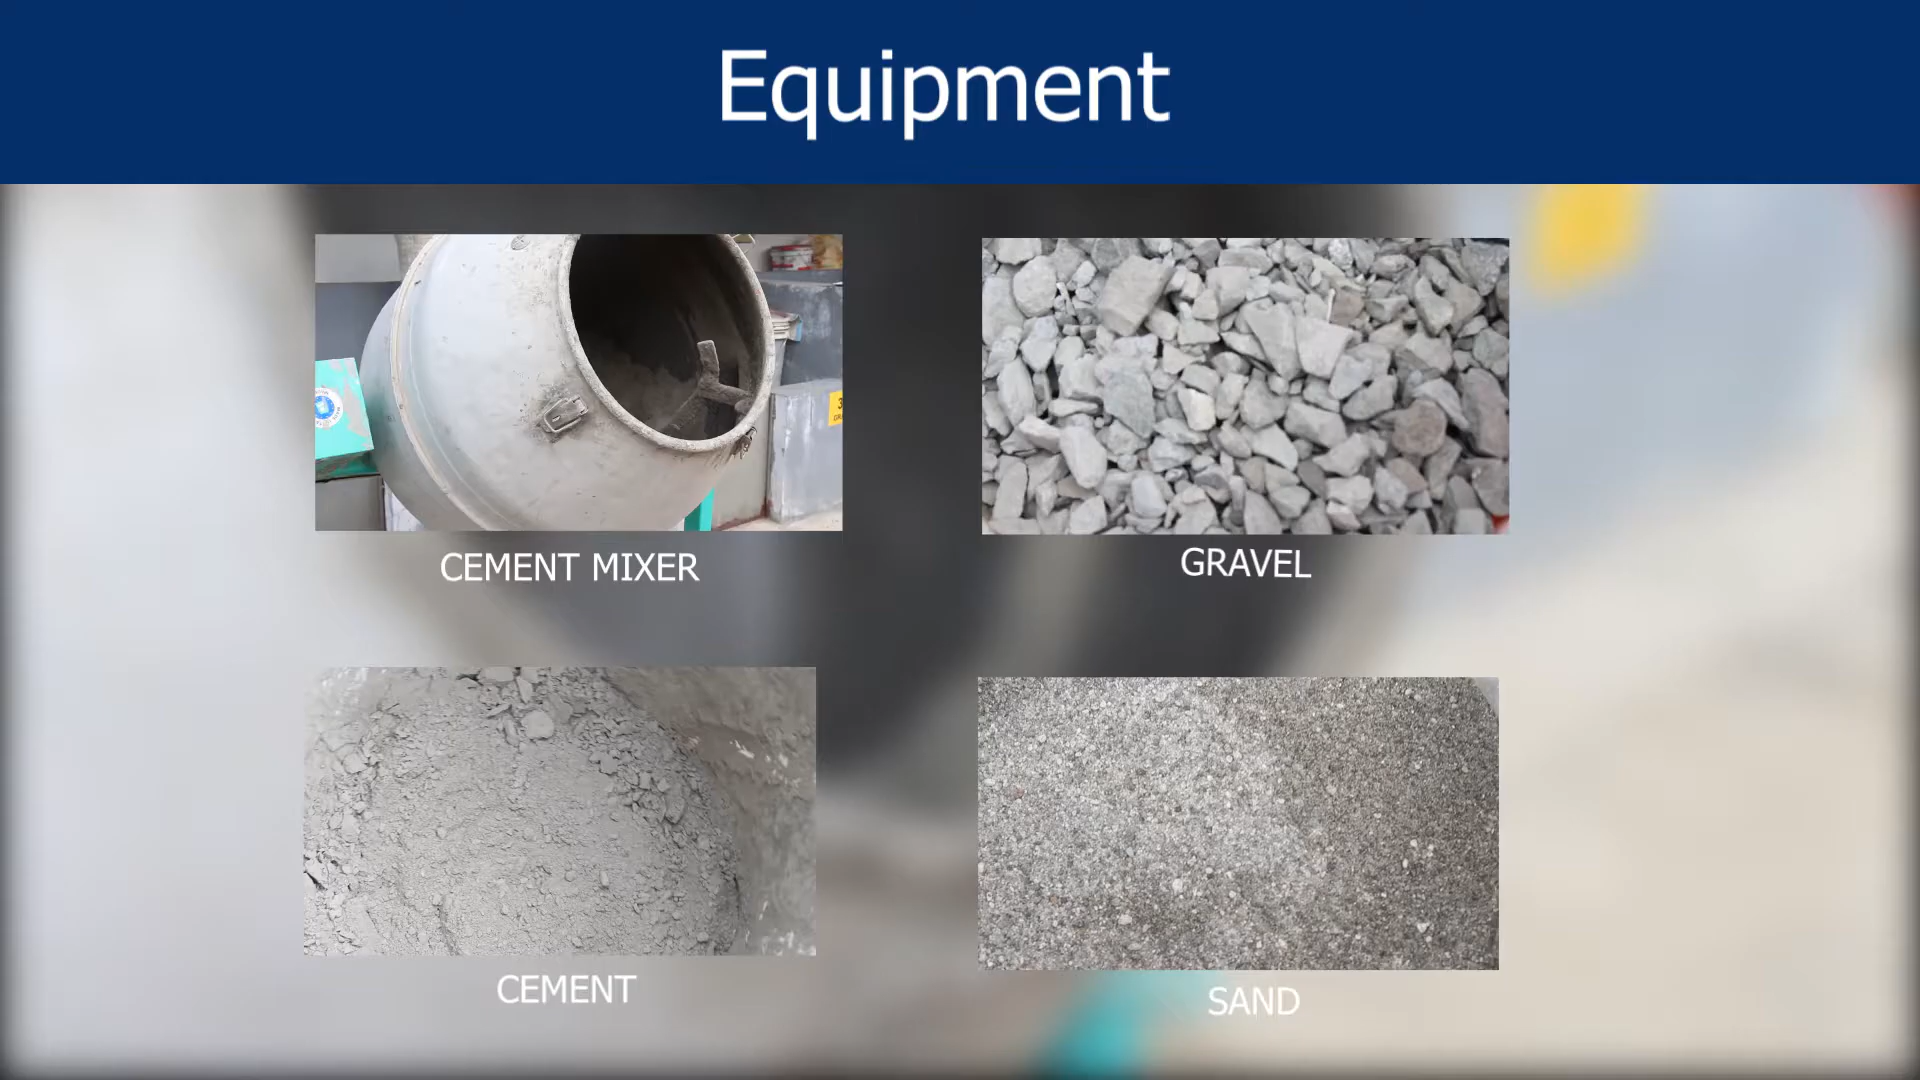 Equipment
CEMENT MIXER
GRAVEL
CEMENT
SAND